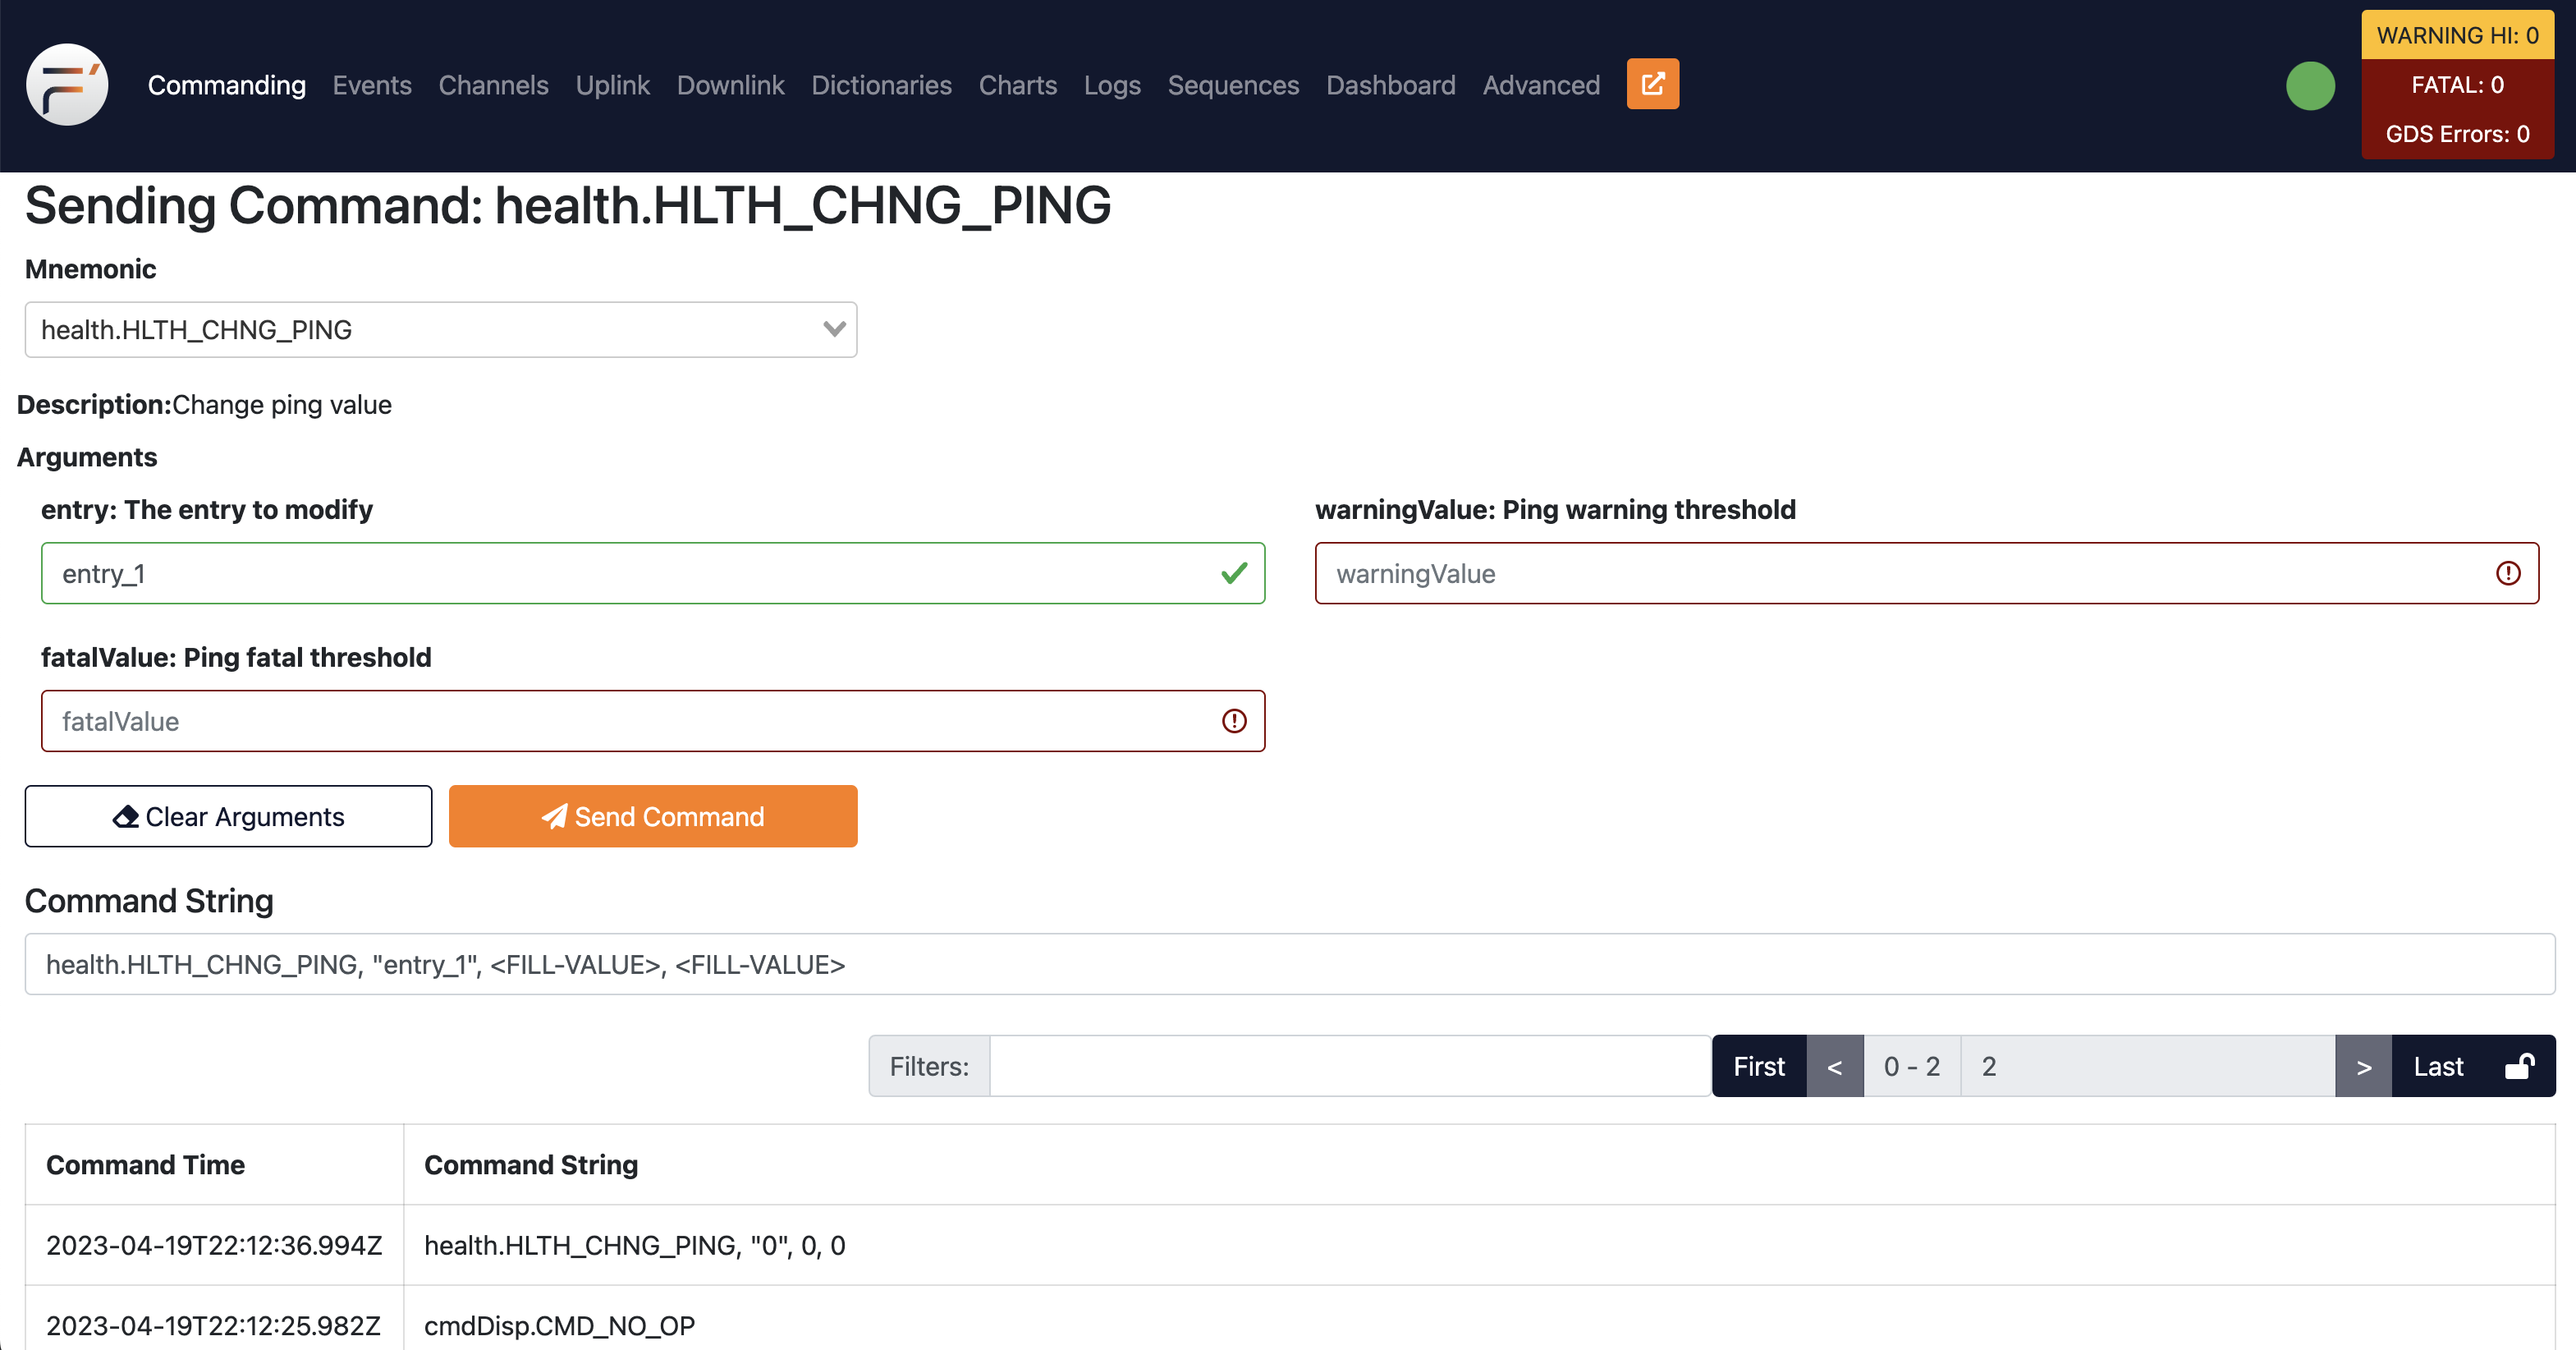 WARNING HI: 0
Commanding Events Channels Uplink Downlink Dictionaries Charts Logs Sequences Dashboard Advanced
FATAL: 0
GDS Errors: 0
Sending Command: health.HLTH_CHNG_PING
Mnemonic
health.HLTH_CHNG_PING
Description:Change ping value
Arguments
entry: The entry to modify
entry_1
warningValue: Ping warning threshold
warningValue
fatalValue: Ping fatal threshold
fatalValue
Clear Arguments
Send Command
Command String
health.HLTH_CHNG_PING, "entry_1", <FILL-VALUE>, <FILL-VALUE>
Filters: First < 0 - 2 2 > Last
Command Time Command String
2023-04-19T22:12:36.994Z health.HLTH_CHNG_PING, "0", 0, 0
2023-04-19T22:12:25.982Z cmdDisp.CMD_NO_OP